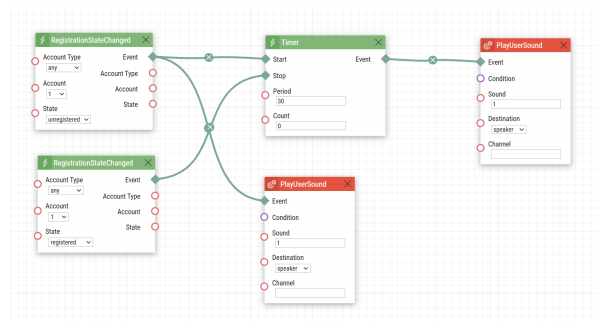 RegistrationStateChanged
Account Type Event
any
Account Type
Account
1
Account
State
State
unregistered
Timer
Start Event
Stop
Period
30
Count
0
PlayUserSound
Event
Condition
Sound
1
Destination
speaker
Channel
RegistrationStateChanged
Account Type Event
any
Account Type
Account
1
Account
State
State
registered
PlayUserSound
Event
Condition
Sound
1
Destination
speaker
Channel